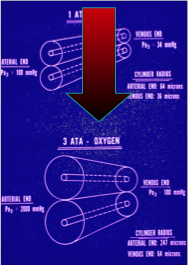 1 AT
VENOUS END
Po₂ - 34 mmHg
ARTERIAL END
Po₂ - 100 mmHg
CYLINDER RADIUS
ARTERIAL END: 64 microns
VENOUS END: 36 microns
3 ATA - OXYGEN
VENOUS END
Po₂ 100 mmHg
ARTERIAL END
Po₂ - 2000 mmHg
CYLINDER RADIUS
ARTERIAL END: 247 microns
VENOUS END: 64 microns